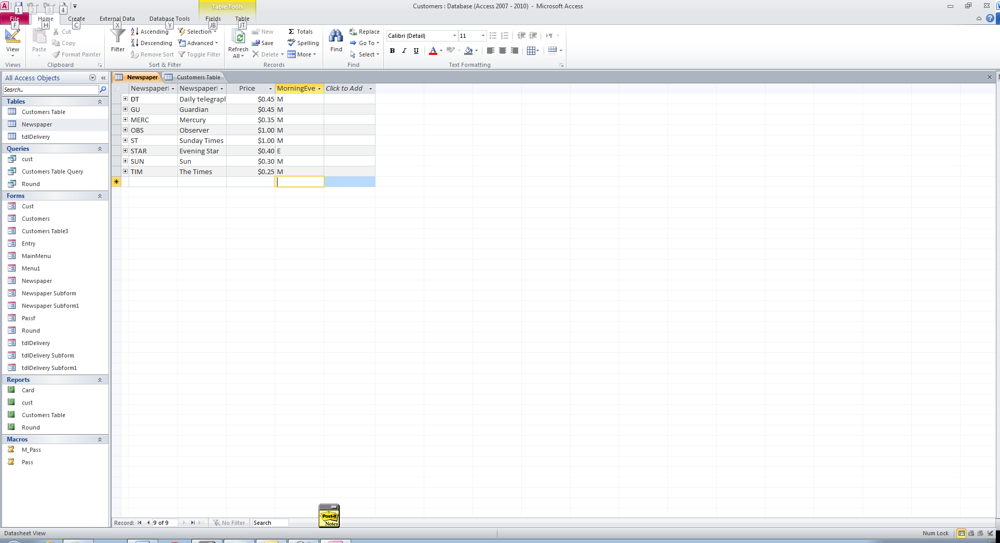 1 2 3 4
Table Tools
Customers : Database (Access 2007 - 2010) - Microsoft Access
File Home Create External Data Database Tools Fields Table
F H C X Y JB JT
View
Views
Paste
Cut
Copy
Format Painter
Clipboard
Filter
Ascending
Descending
Remove Sort
Selection
Advanced
Toggle Filter
Sort & Filter
Refresh
All
New
Save
Delete
Totals
Spelling
More
Records
Find
Replace
Go To
Select
Find
Calibri (Detail) 11
B I U A
Text Formatting
All Access Objects
Search...
Tables
Customers Table
Newspaper
tdlDelivery
Queries
cust
Customers Table Query
Round
Forms
Cust
Customers
Customers Table3
Entry
MainMenu
Menu1
Newspaper
Newspaper Subform
Newspaper Subform1
Passf
Round
tdlDelivery
tdlDelivery Subform
tdlDelivery Subform1
Reports
Card
cust
Customers Table
Round
Macros
M_Pass
Pass
Newspaper Customers Table
NewspaperI NewspaperI Price MorningEve Click to Add
DT Daily telegraph $0.45 M
GU Guardian $0.45 M
MERC Mercury $0.35 M
OBS Observer $1.00 M
ST Sunday Times $1.00 M
STAR Evening Star $0.40 E
SUN Sun $0.30 M
TIM The Times $0.25 M
Post-it
Notes
Record: 9 of 9 No Filter Search
Datasheet View Num Lock